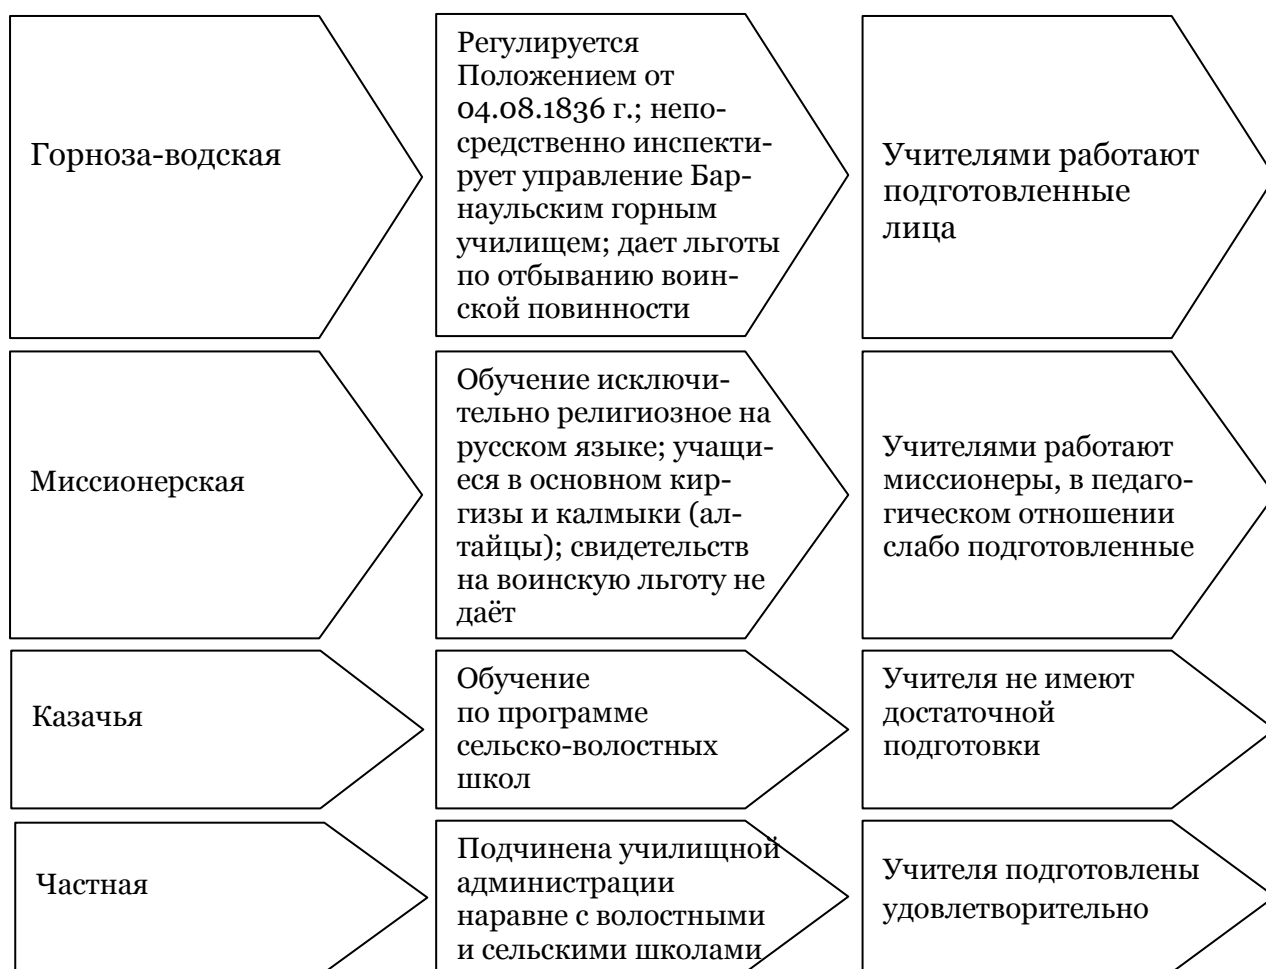 Горноза-водская
Регулируется
Положением от
04.08.1836 г.; непо-
средственно инспекти-
рует управление Бар-
наульским горным
училищем; дает льготы
по отбыванию воин-
ской повинности
Учителями работают
подготовленные
лица
Миссионерская
Обучение исключи-
тельно религиозное на
русском языке; учащи-
еся в основном кир-
гизы и калмыки (ал-
тайцы); свидетельств
на воинскую льготу не
даёт
Учителями работают
миссионеры, в педаго-
гическом отношении
слабо подготовленные
Казачья
Обучение
по программе
сельско-волостных
школ
Учителя не имеют
достаточной
подготовки
Частная
Подчинена училищной
администрации
наравне с волостными
и сельскими школами
Учителя подготовлены
удовлетворительно